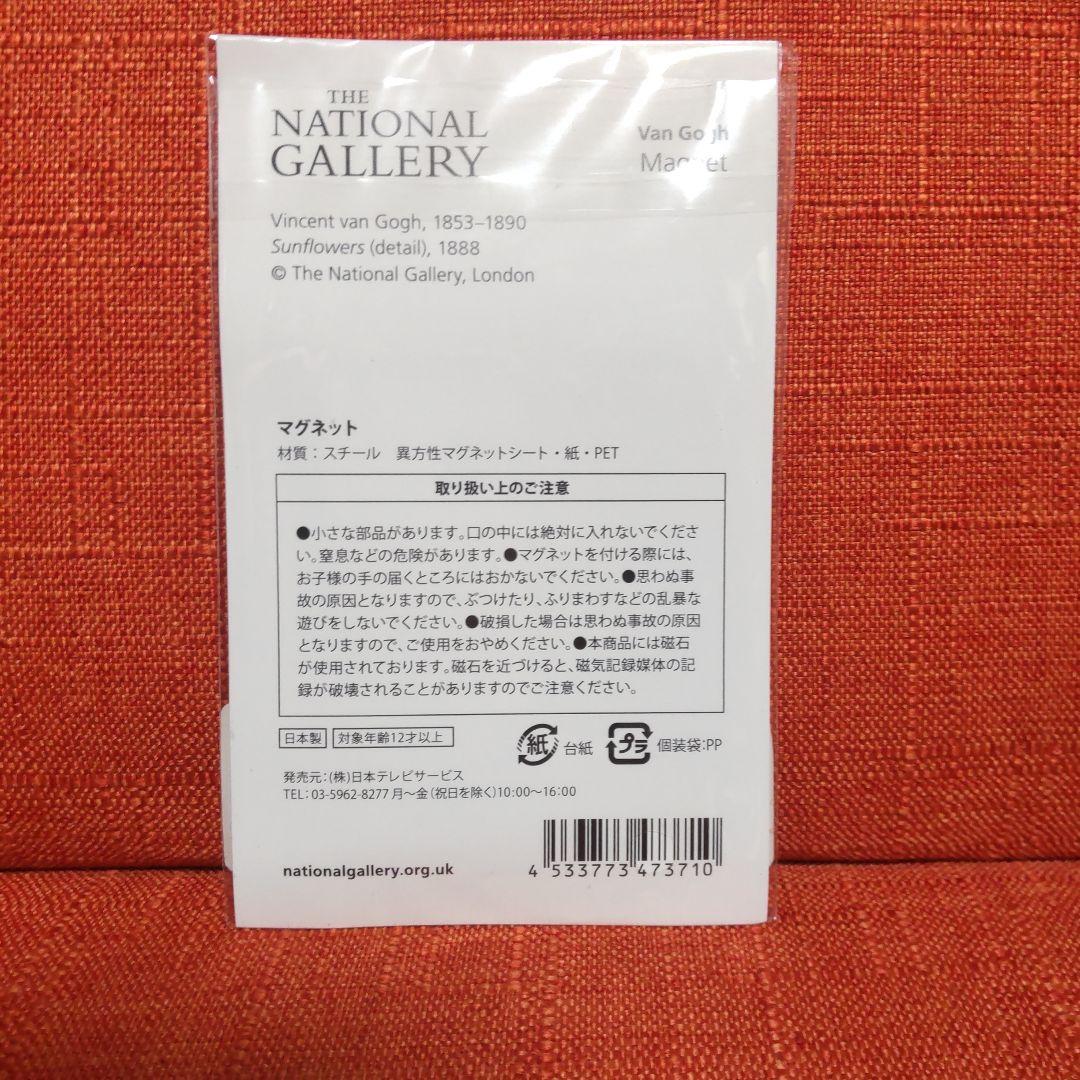 THE
NATIONAL
GALLERY
Van Gogh
Magnet
Vincent van Gogh, 1853–1890
Sunflowers (detail), 1888
© The National Gallery, London
マグネット
材質：スチール　異方性マグネットシート・紙・PET
取り扱い上のご注意
●小さな部品があります。口の中には絶対に入れないでくださ
い。窒息などの危険があります。●マグネットを付ける際には、
お子様の手の届くところにはおかないでください。●思わぬ事
故の原因となりますので、ぶつけたり、ふりまわすなどの乱暴な
遊びをしないでください。●破損した場合は思わぬ事故の原因
となりますので、ご使用をおやめください。●本商品には磁石
が使用されております。磁石を近づけると、磁気記録媒体の記
録が破壊されることがありますのでご注意ください。
日本製 対象年齢12才以上
紙 台紙 プラ 個装袋:PP
発売元：(株)日本テレビサービス
TEL：03-5962-8277 月〜金（祝日を除く)10:00〜16:00
nationalgallery.org.uk
4 533773 473710